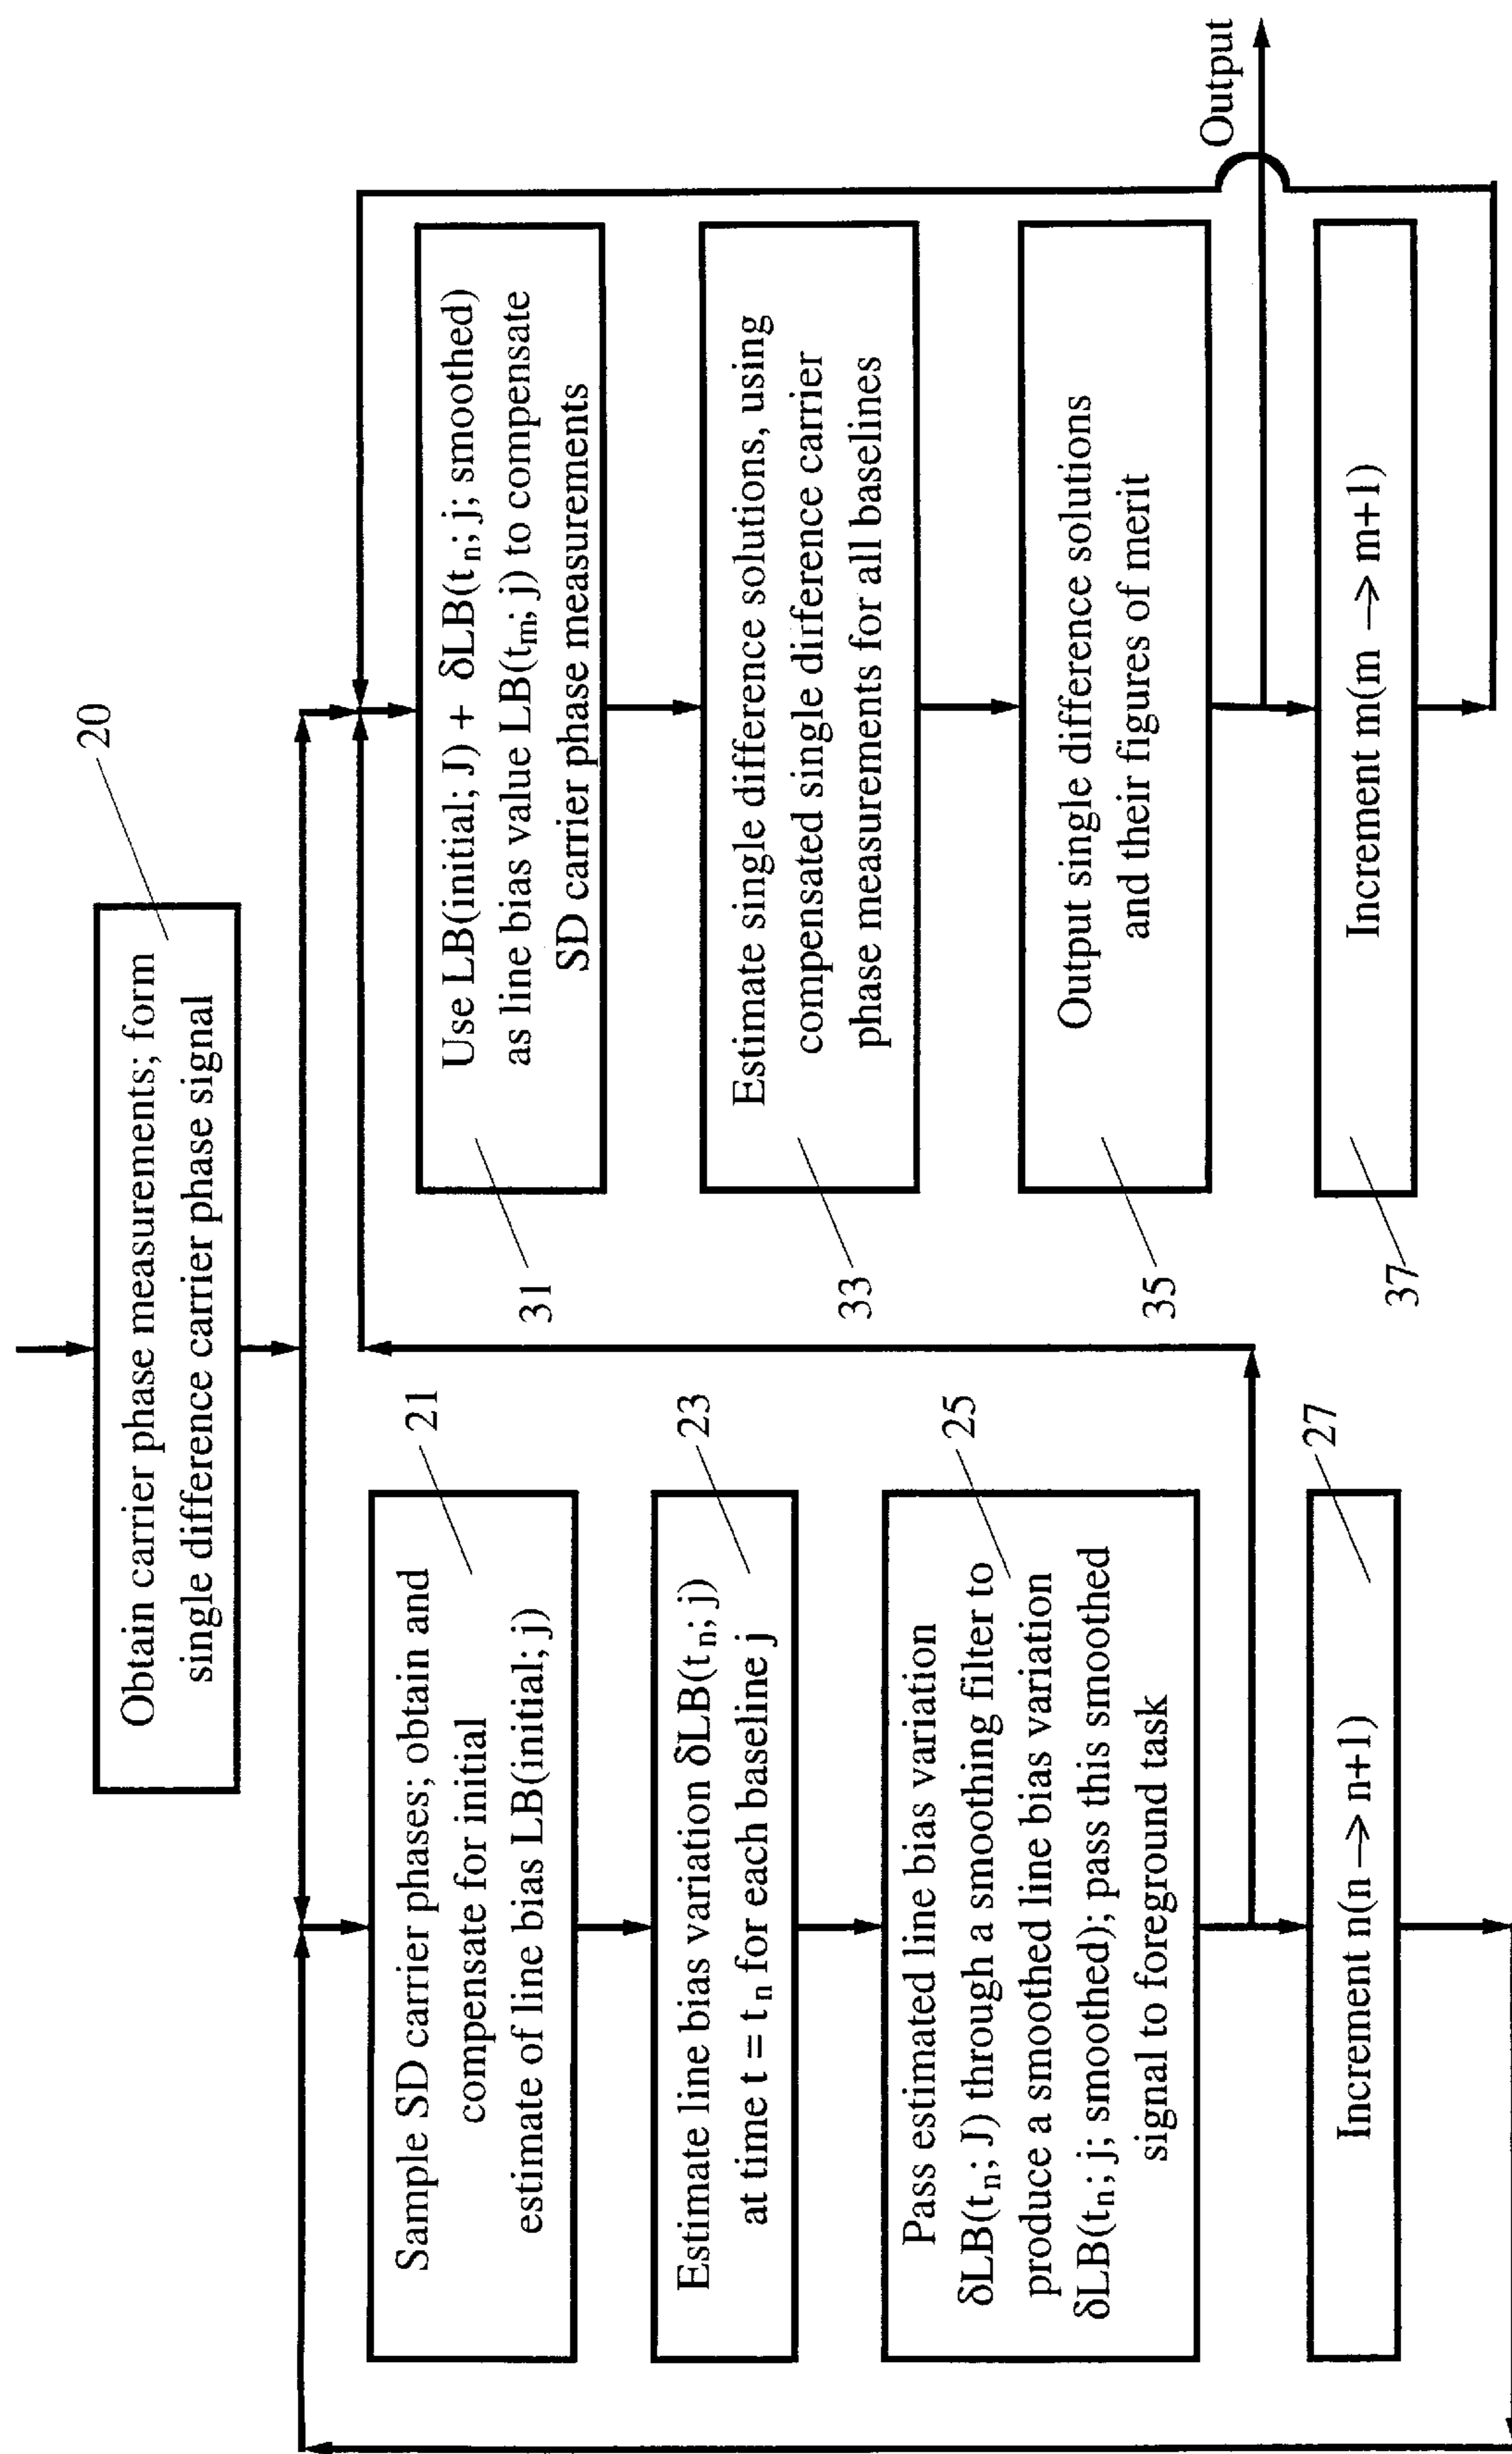 20
Obtain carrier phase measurements; form
single difference carrier phase signal
21
Sample SD carrier phases; obtain and
compensate for initial
estimate of line bias LB(initial; j)
23
Estimate line bias variation δLB(tn; j)
at time t = tn for each baseline j
25
Pass estimated line bias variation
δLB(tn; J) through a smoothing filter to
produce a smoothed line bias variation
δLB(tn; j; smoothed); pass this smoothed
signal to foreground task
27
Increment n(n -> n+1)
31
Use LB(initial; J) + δLB(tn; j; smoothed)
as line bias value LB(tm; j) to compensate
SD carrier phase measurements
33
Estimate single difference solutions, using
compensated single dirference carrier
phase measurements for all baselines
35
Output single difference solutions
and their figures of merit
Output
37
Increment m(m -> m+1)